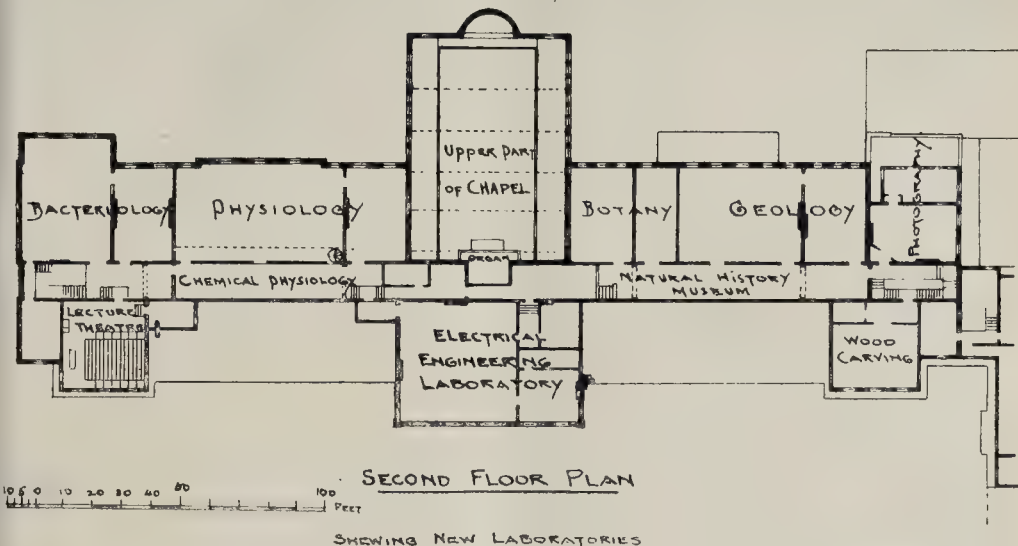 UPPER PART
OF CHAPEL
BACTERIOLOGY
PHYSIOLOGY
BOTANY
GEOLOGY
PHOTOGRAPHY
ORGAN
CHEMICAL PHYSIOLOGY
NATURAL HISTORY
MUSEUM
LECTURE
THEATRE
ELECTRICAL
ENGINEERING
LABORATORY
WOOD
CARVING
SECOND FLOOR PLAN
10 5 0 10 20 30 40 50 100
FEET
SHEWING NEW LABORATORIES